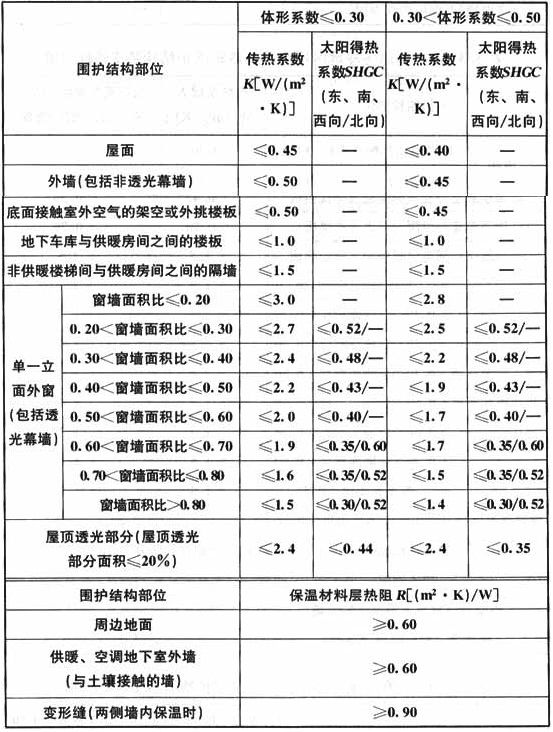 围护结构部位 体形系数≤0.30 0.30<体形系数≤0.50
传热系数K[W/(m²·K)] 太阳得热系数SHGC(东、南、西向/北向) 传热系数K[W/(m²·K)] 太阳得热系数SHGC(东、南、西向/北向)
屋面 ≤0.45 — ≤0.40 —
外墙(包括非透光幕墙) ≤0.50 — ≤0.45 —
底面接触室外空气的架空或外挑楼板 ≤0.50 — ≤0.45 —
地下车库与供暖房间之间的楼板 ≤1.0 — ≤1.0 —
非供暖楼梯间与供暖房间之间的隔墙 ≤1.5 — ≤1.5 —
单一立面外窗(包括透光幕墙)
窗墙面积比≤0.20 ≤3.0 — ≤2.8 —
0.20<窗墙面积比≤0.30 ≤2.7 ≤0.52/— ≤2.5 ≤0.52/—
0.30<窗墙面积比≤0.40 ≤2.4 ≤0.48/— ≤2.2 ≤0.48/—
0.40<窗墙面积比≤0.50 ≤2.2 ≤0.43/— ≤1.9 ≤0.43/—
0.50<窗墙面积比≤0.60 ≤2.0 ≤0.40/— ≤1.7 ≤0.40/—
0.60<窗墙面积比≤0.70 ≤1.9 ≤0.35/0.60 ≤1.7 ≤0.35/0.60
0.70<窗墙面积比≤0.80 ≤1.6 ≤0.35/0.52 ≤1.5 ≤0.35/0.52
窗墙面积比>0.80 ≤1.5 ≤0.30/0.52 ≤1.4 ≤0.30/0.52
屋顶透光部分(屋顶透光部分面积≤20%) ≤2.4 ≤0.44 ≤2.4 ≤0.35
围护结构部位 保温材料层热阻R[(m²·K)/W]
周边地面 ≥0.60
供暖、空调地下室外墙(与土壤接触的墙) ≥0.60
变形缝(两侧墙内保温时) ≥0.90